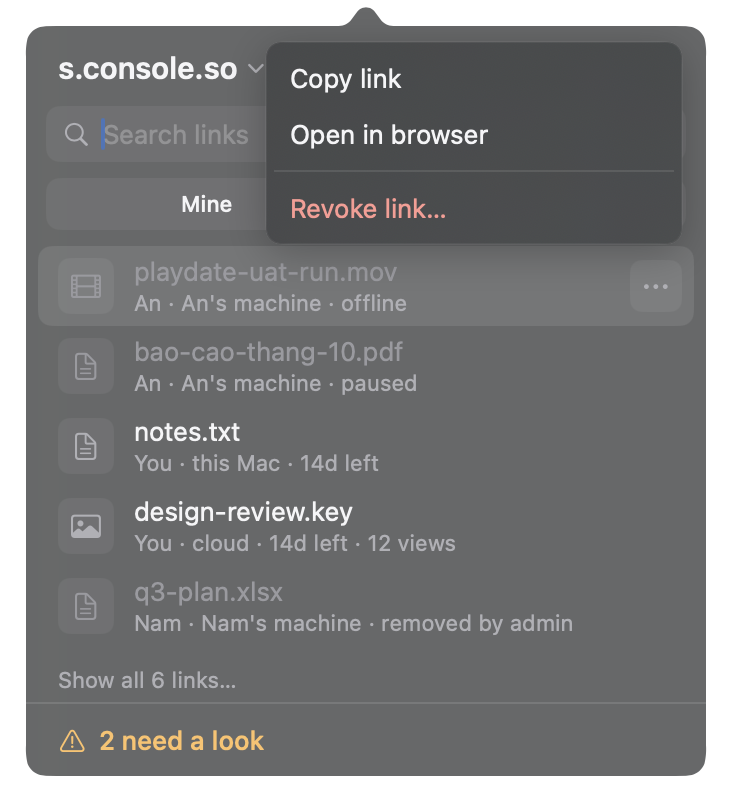 s.console.so
Copy link
Search links
Open in browser
Mine
Revoke link...
playdate-uat-run.mov
An · An's machine · offline
bao-cao-thang-10.pdf
An · An's machine · paused
notes.txt
You · this Mac · 14d left
design-review.key
You · cloud · 14d left · 12 views
q3-plan.xlsx
Nam · Nam's machine · removed by admin
Show all 6 links...
2 need a look